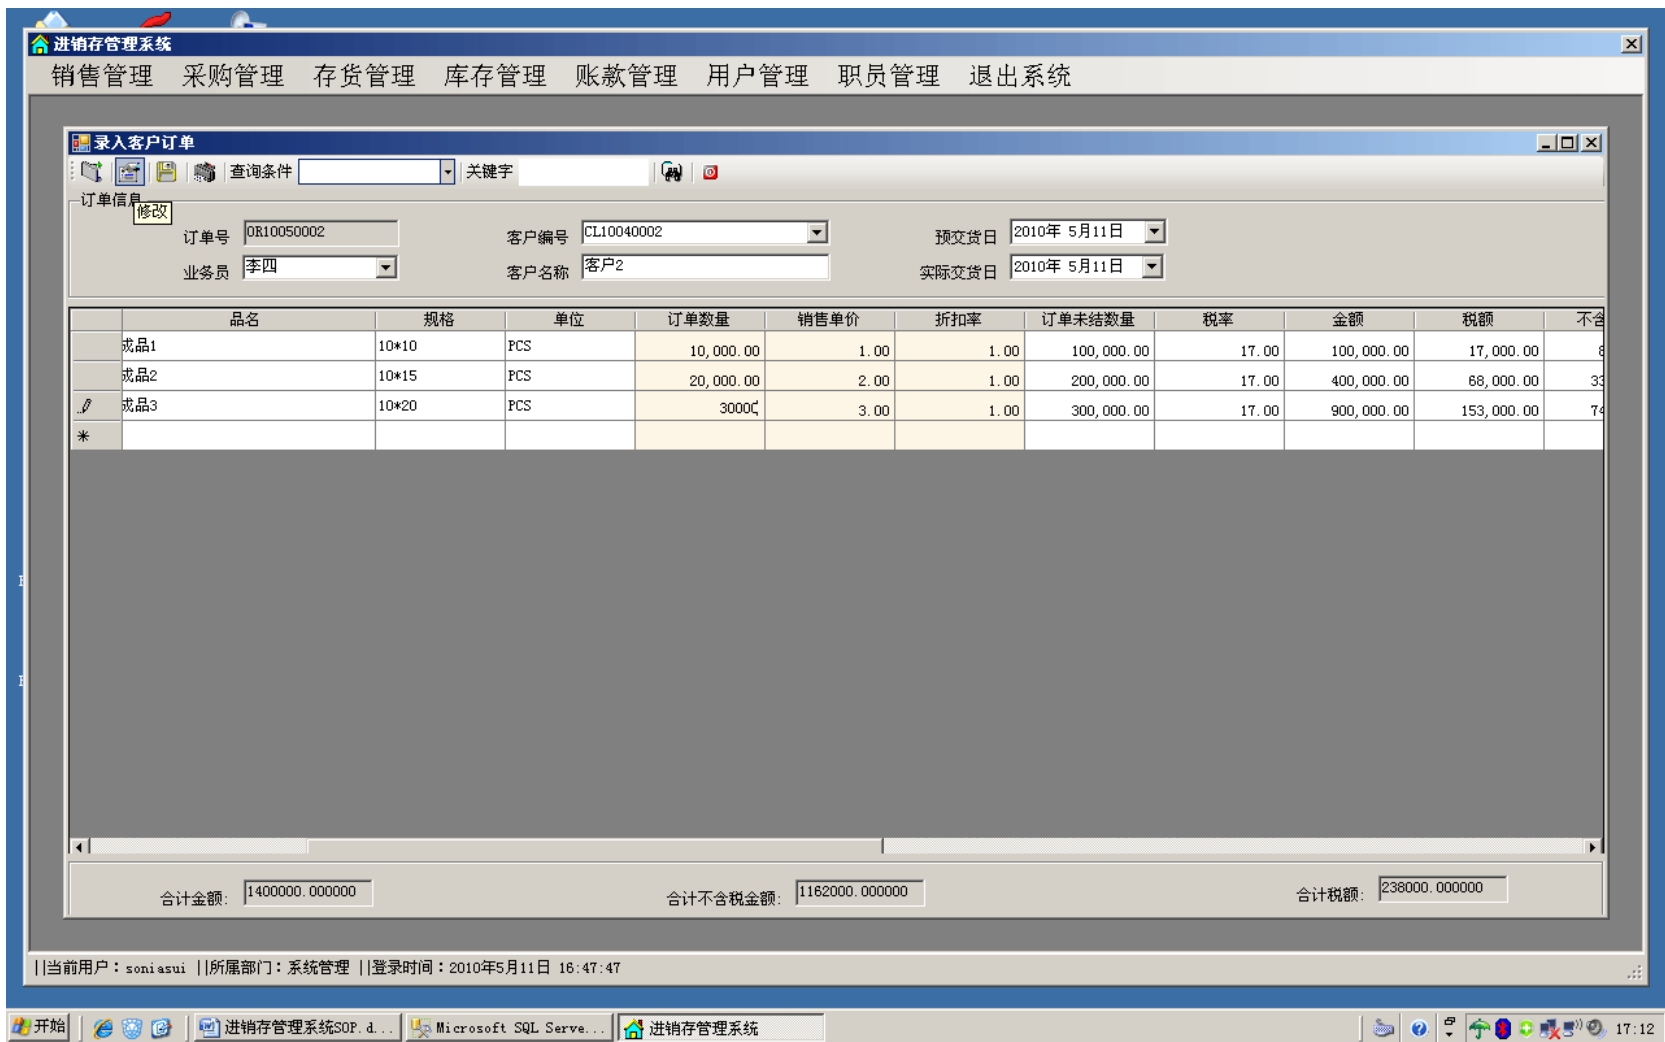 进销存管理系统
销售管理 采购管理 存货管理 库存管理 账款管理 用户管理 职员管理 退出系统
录入客户订单
查询条件 关键字
订单信息
修改
订单号 OR10050002 客户编号 CL10040002 预交货日 2010年 5月11日
业务员 李四 客户名称 客户2 实际交货日 2010年 5月11日
品名 规格 单位 订单数量 销售单价 折扣率 订单未结数量 税率 金额 税额 不含
成品1 10*10 PCS 10,000.00 1.00 1.00 100,000.00 17.00 100,000.00 17,000.00
成品2 10*15 PCS 20,000.00 2.00 1.00 200,000.00 17.00 400,000.00 68,000.00 33
成品3 10*20 PCS 30000 3.00 1.00 300,000.00 17.00 900,000.00 153,000.00 74
合计金额: 1400000.000000 合计不含税金额: 1162000.000000 合计税额: 238000.000000
||当前用户：soniasui ||所属部门：系统管理 ||登录时间：2010年5月11日 16:47:47
开始 进销存管理系统SOP.d... Microsoft SQL Serve... 进销存管理系统 17:12